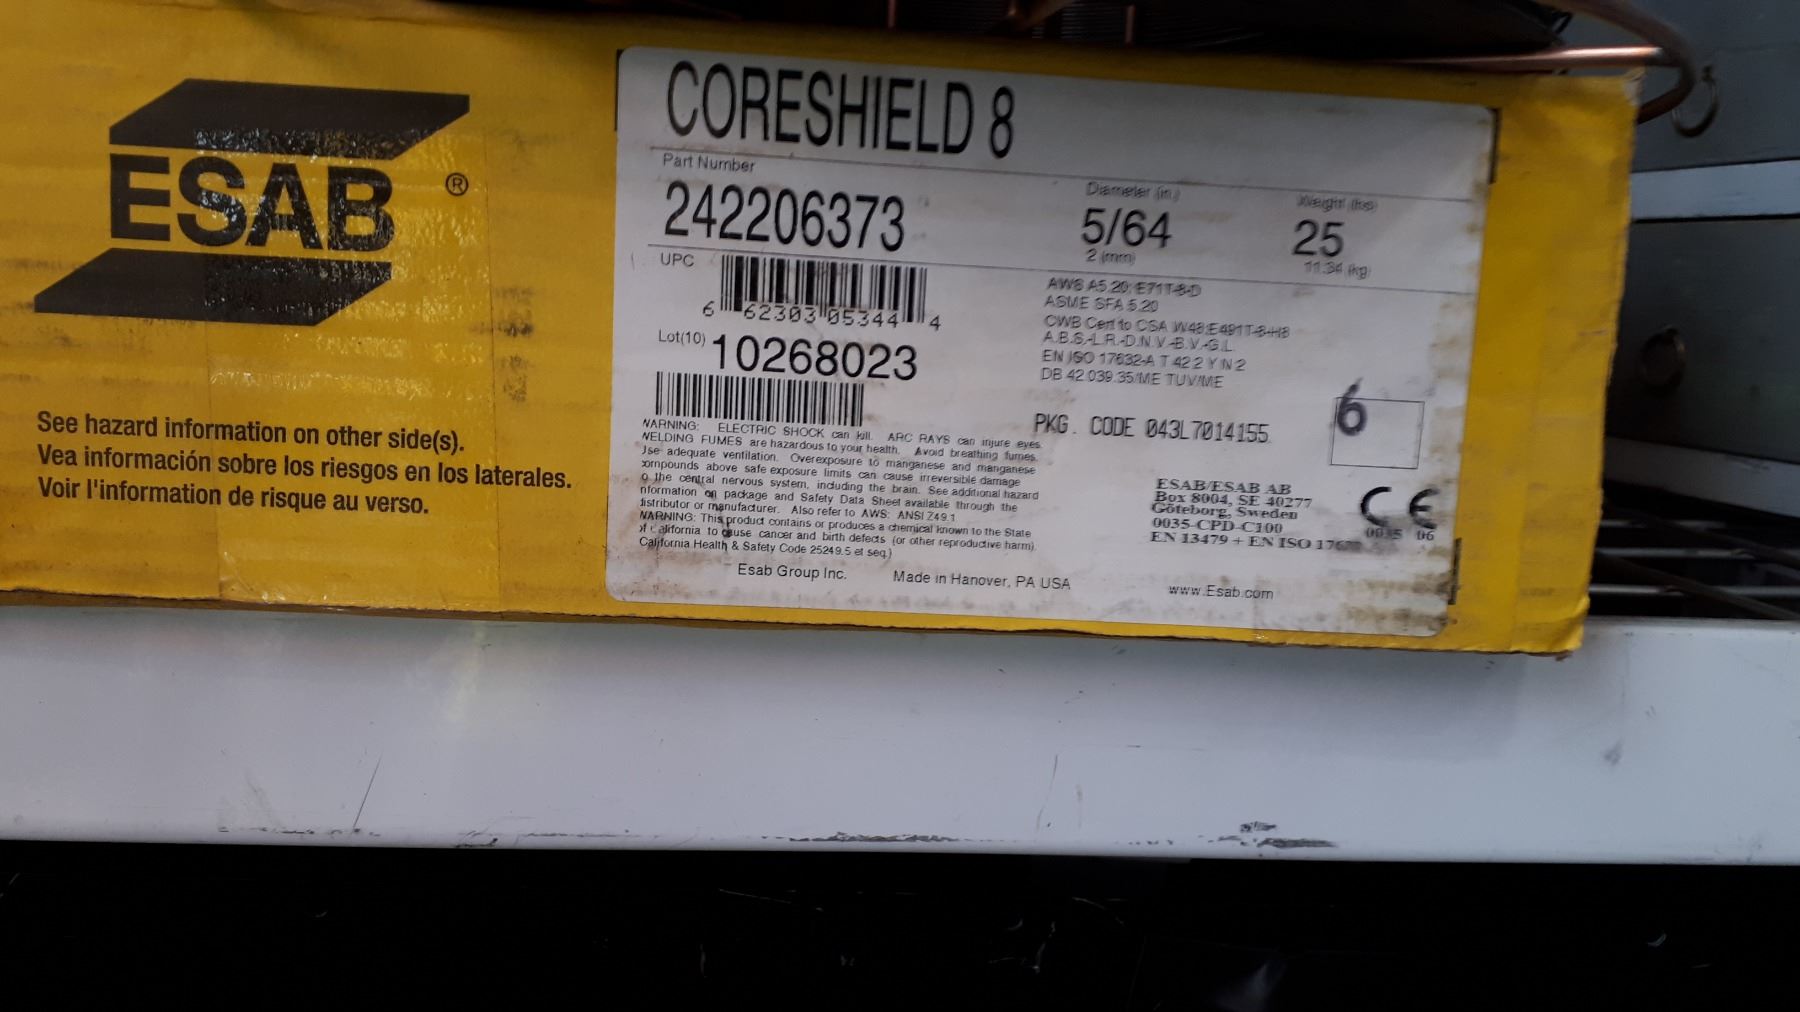 ESAB®
See hazard information on other side(s).
Vea información sobre los riesgos en los laterales.
Voir l'information de risque au verso.
CORESHIELD 8
Part Number
242206373
Diameter (in.)
5/64
2 (mm)
Weight (lbs)
25
11.34 (kg)
UPC
6 62303 05344 4
Lot(10) 10268023
AWS A5.20: E71T-8-D
ASME SFA 5.20
CWB Cert to CSA W48:E491T-8-H8
A.B.S.-L.R.-D.N.V.-B.V.-G.L.
EN ISO 17632-A T 42 2 Y N 2
DB 42.039.35/ME TUV/ME
PKG. CODE 043L7014155
6
WARNING: ELECTRIC SHOCK can kill. ARC RAYS can injure eyes.
WELDING FUMES are hazardous to your health. Avoid breathing fumes.
Use adequate ventilation. Overexposure to manganese and manganese
compounds above safe exposure limits can cause irreversible damage
to the central nervous system, including the brain. See additional hazard
nformation on package and Safety Data Sheet available through the
distributor or manufacturer. Also refer to AWS: ANSI Z49.1
WARNING: This product contains or produces a chemical known to the State
of California to cause cancer and birth defects (or other reproductive harm).
California Health & Safety Code 25249.5 et seq.)
Esab Group Inc.
Made in Hanover, PA USA
ESAB/ESAB AB
Box 8004, SE 40277
Göteborg, Sweden
0035-CPD-C100
EN 13479 + EN ISO 176
CE
0035 06
www.Esab.com